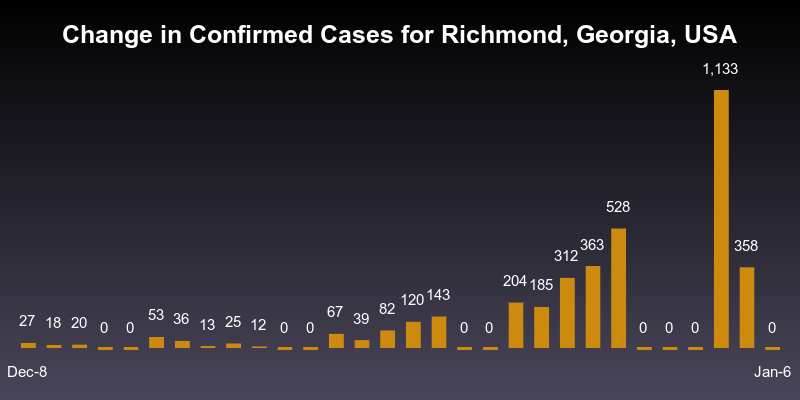 Change in Confirmed Cases for Richmond, Georgia, USA
27 18 20 0 0 53 36 13 25 12 0 0 67 39 82 120 143 0 0 204 185 312 363 528 0 0 0 1,133 358 0
Dec-8 Jan-6